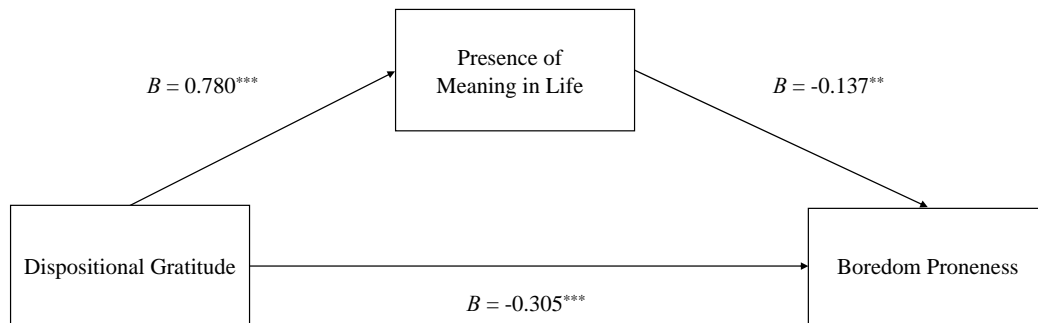 Presence of
Meaning in Life
B = 0.780***
B = -0.137**
Dispositional Gratitude
Boredom Proneness
B = -0.305***